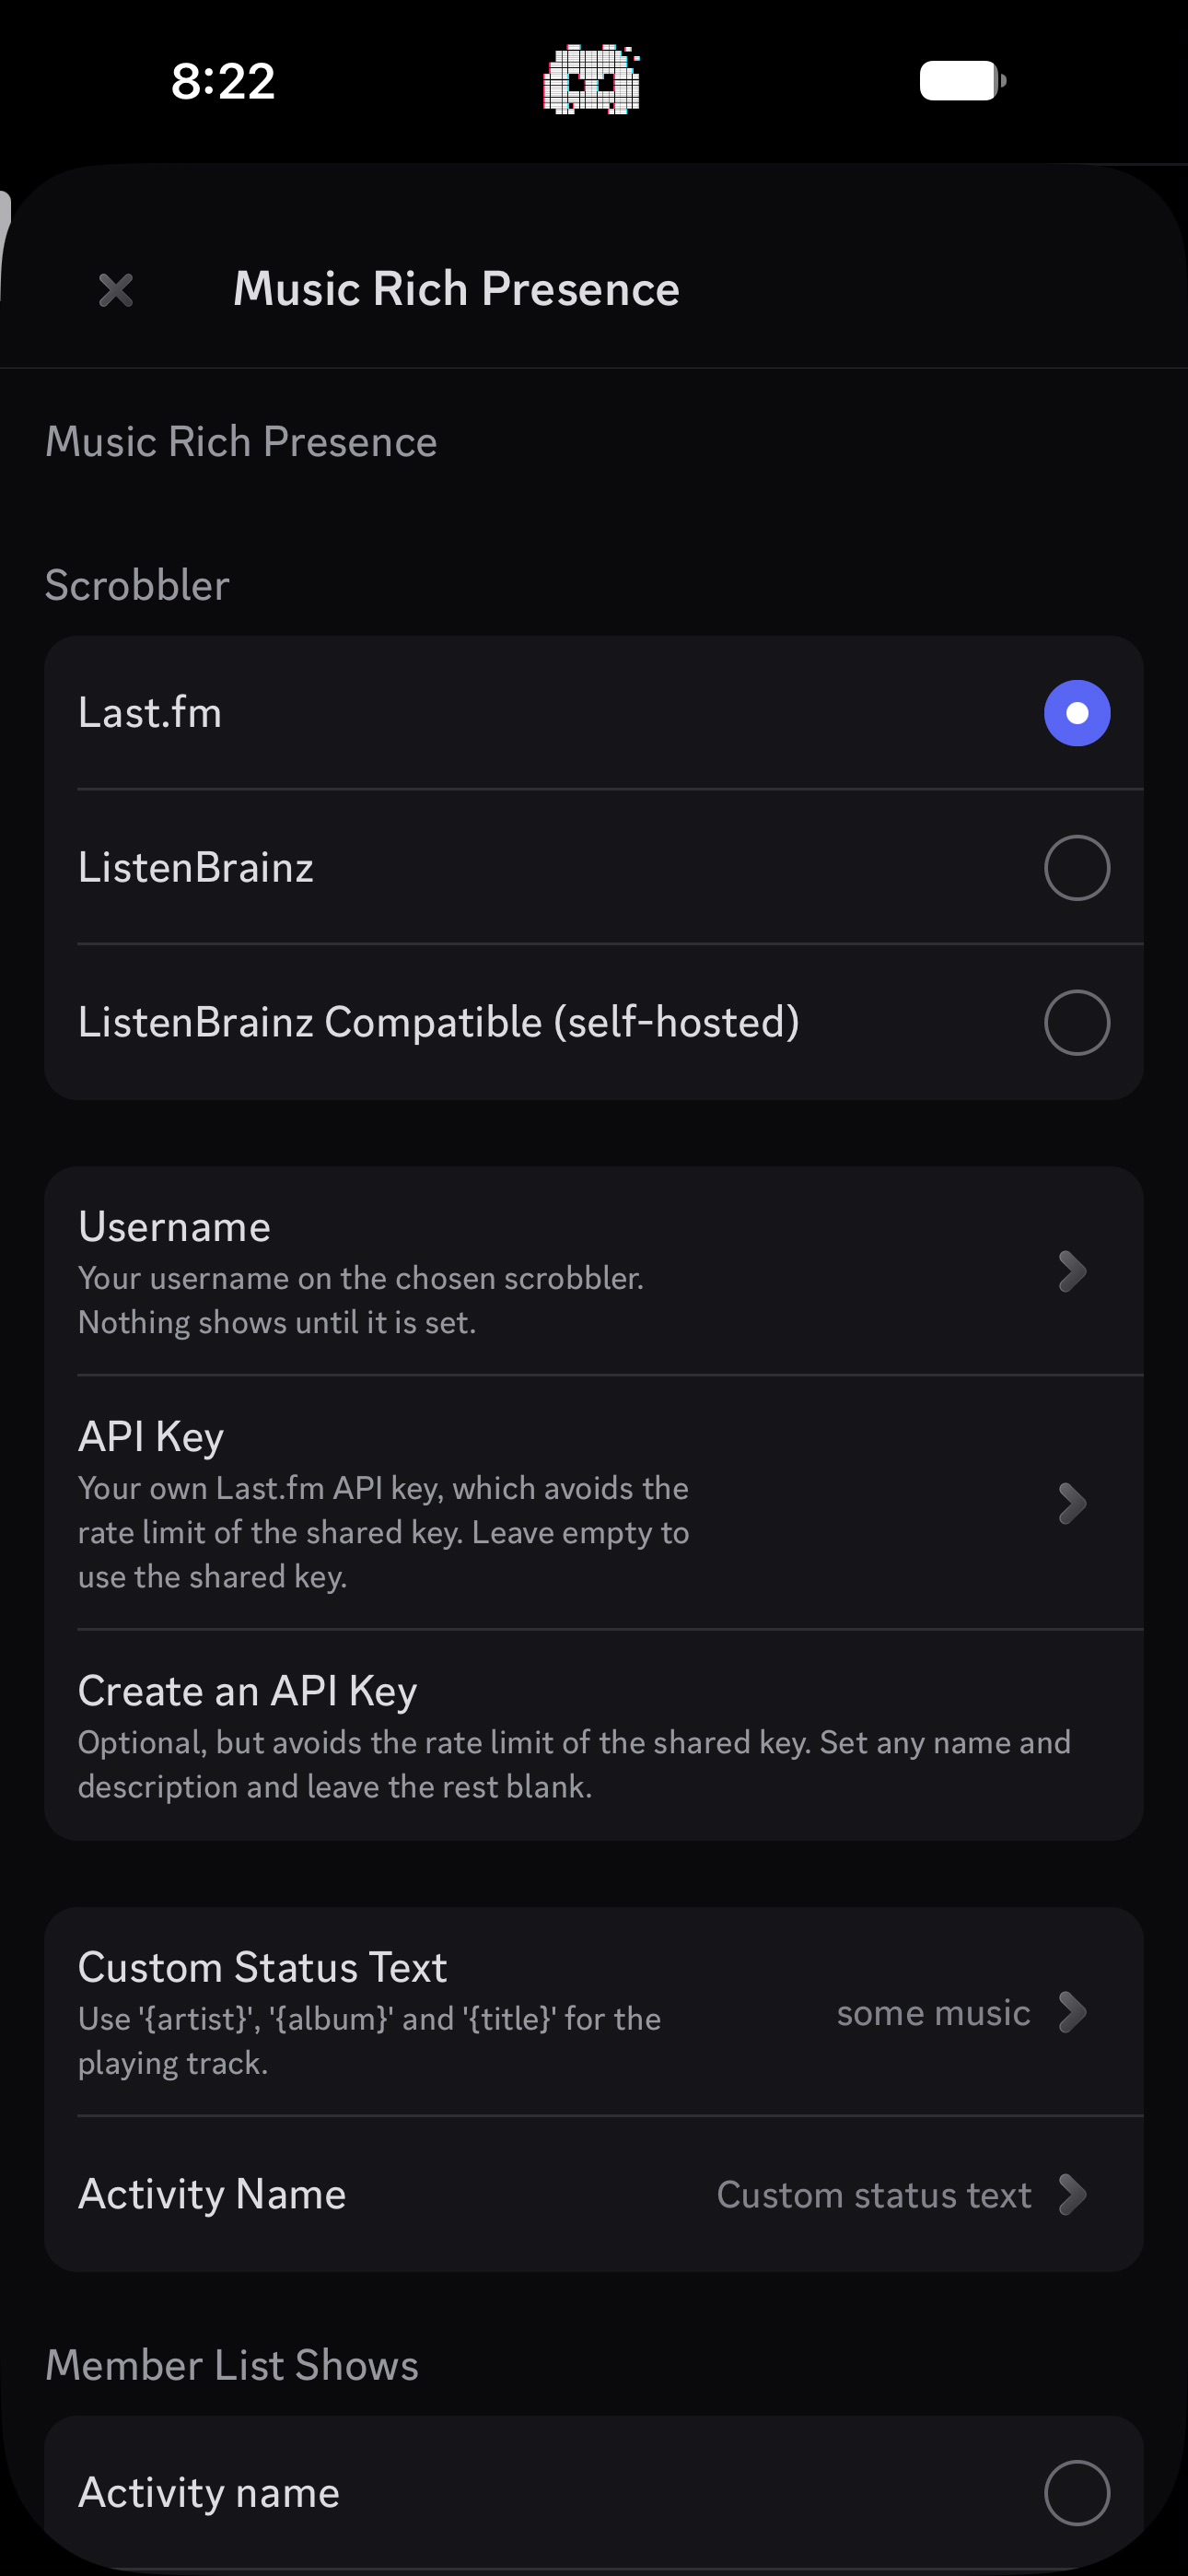 8:22
Music Rich Presence
Music Rich Presence
Scrobbler
Last.fm
ListenBrainz
ListenBrainz Compatible (self-hosted)
Username
Your username on the chosen scrobbler.
Nothing shows until it is set.
API Key
Your own Last.fm API key, which avoids the
rate limit of the shared key. Leave empty to
use the shared key.
Create an API Key
Optional, but avoids the rate limit of the shared key. Set any name and
description and leave the rest blank.
Custom Status Text
Use '{artist}', '{album}' and '{title}' for the
playing track.
some music
Activity Name
Custom status text
Member List Shows
Activity name